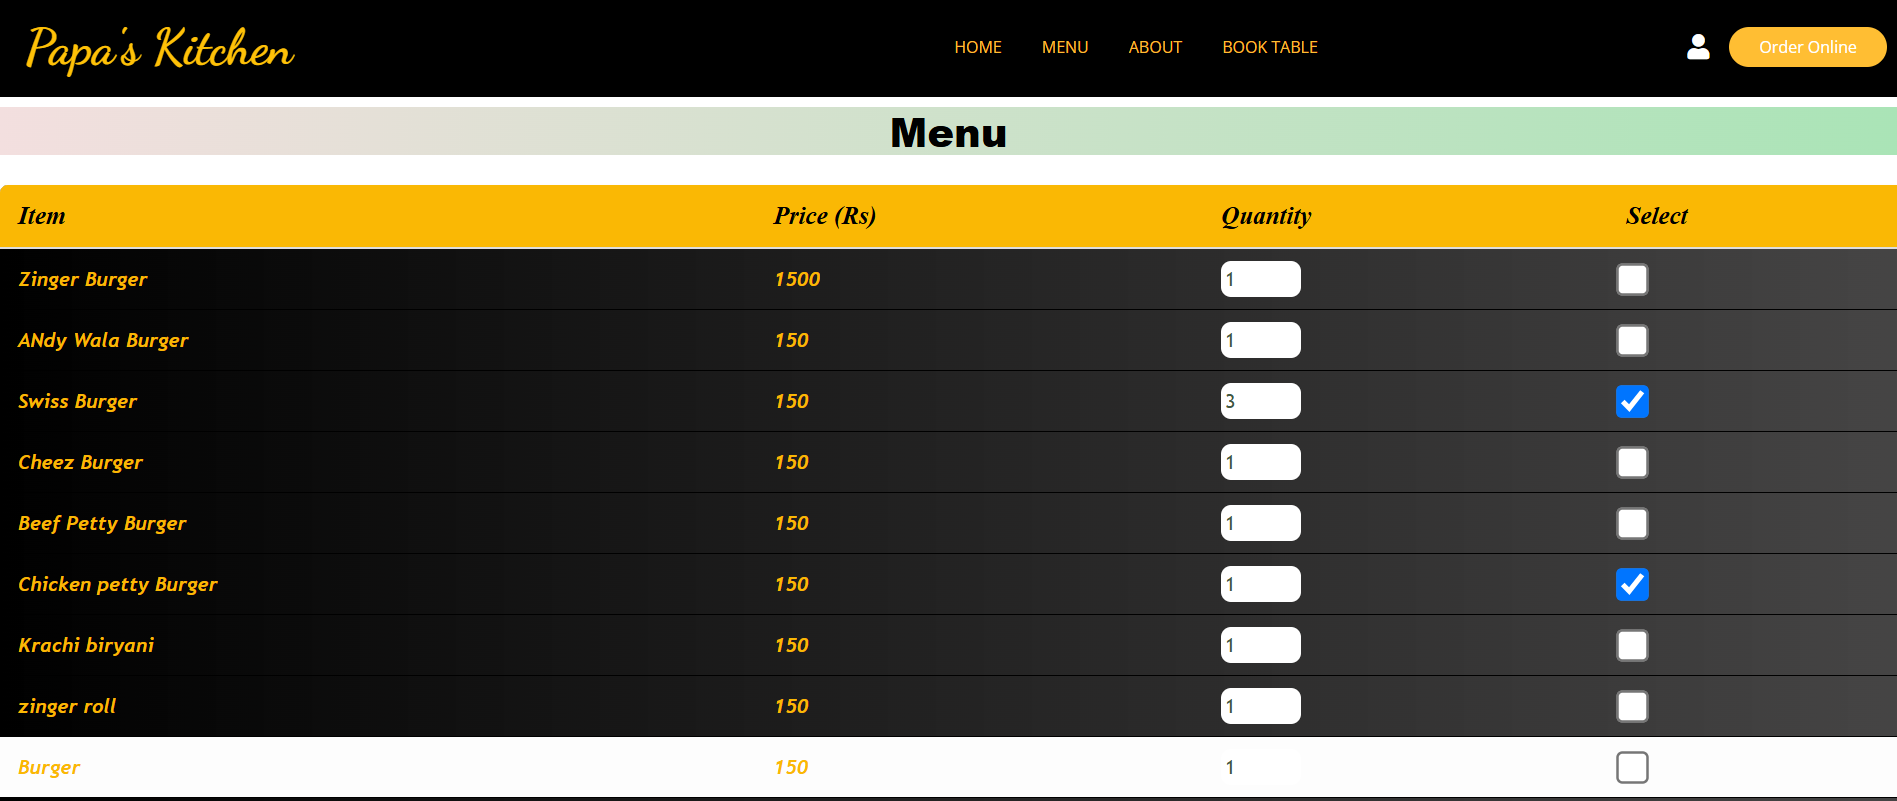 Papa's Kitchen HOME MENU ABOUT BOOK TABLE Order Online
Menu
Item Price (Rs) Quantity Select
Zinger Burger 1500 1
ANdy Wala Burger 150 1
Swiss Burger 150 3
Cheez Burger 150 1
Beef Petty Burger 150 1
Chicken petty Burger 150 1
Krachi biryani 150 1
zinger roll 150 1
Burger 150 1